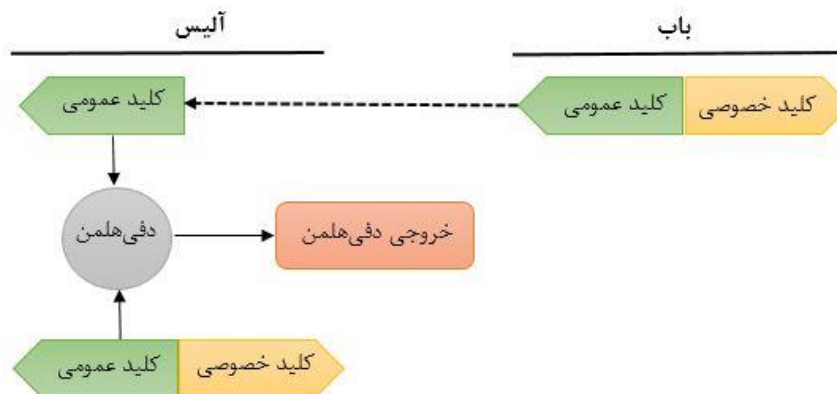 باب
آلیس
کلید خصوصی
کلید عمومی
کلید عمومی
دفی‌هلمن
خروجی دفی‌هلمن
کلید خصوصی
کلید عمومی